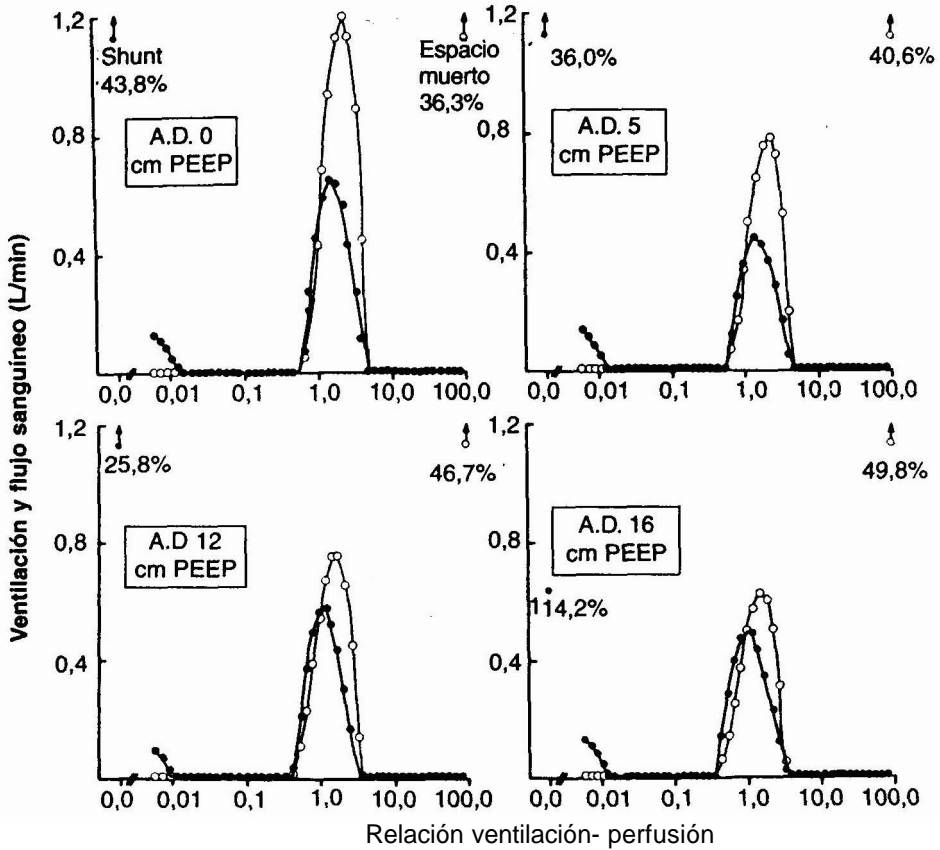 Ventilación y flujo sanguíneo (L/min)
1,2
0,8
0,4
Shunt
43,8%
Espacio
muerto
36,3%
A.D. 0
cm PEEP
0,0 0,01 0,1 1,0 10,0 100,0
1,2
0,8
0,4
36,0%
40,6%
A.D. 5
cm PEEP
0,0 0,01 0,1 1,0 10,0 100,0
1,2
0,8
0,4
25,8%
46,7%
A.D 12
cm PEEP
0,0 0,01 0,1 1,0 10,0 100,0
1,2
0,8
0,4
114,2%
49,8%
A.D. 16
cm PEEP
0,0 0,01 0,1 1,0 10,0 100,0
Relación ventilación- perfusión